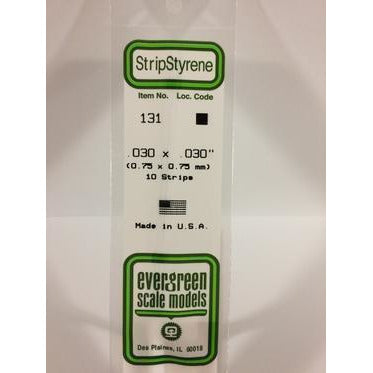 StripStyrene
Item No. Loc. Code
131
.030 x .030"
(0.75 x 0.75 mm)
10 Strips
Made in U.S.A.
evergreen
scale models
Des Plaines, IL 60018